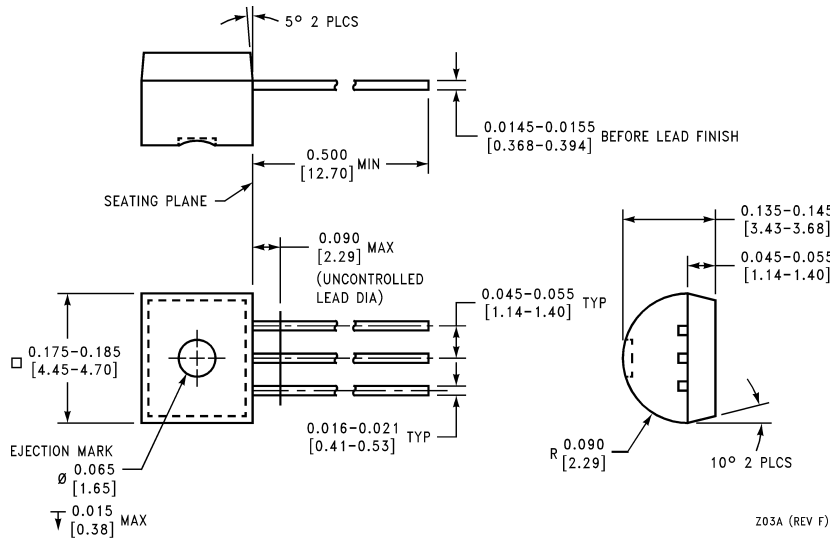 5° 2 PLCS
0.0145-0.0155
[0.368-0.394] BEFORE LEAD FINISH
0.500
[12.70] MIN
SEATING PLANE
0.135-0.145
[3.43-3.68]
0.090
[2.29] MAX
(UNCONTROLLED
LEAD DIA)
0.045-0.055
[1.14-1.40]
0.045-0.055
[1.14-1.40] TYP
0.175-0.185
[4.45-4.70]
0.016-0.021
[0.41-0.53] TYP
EJECTION MARK
Ø 0.065
[1.65]
0.015
[0.38] MAX
R 0.090
[2.29]
10° 2 PLCS
Z03A (REV F)